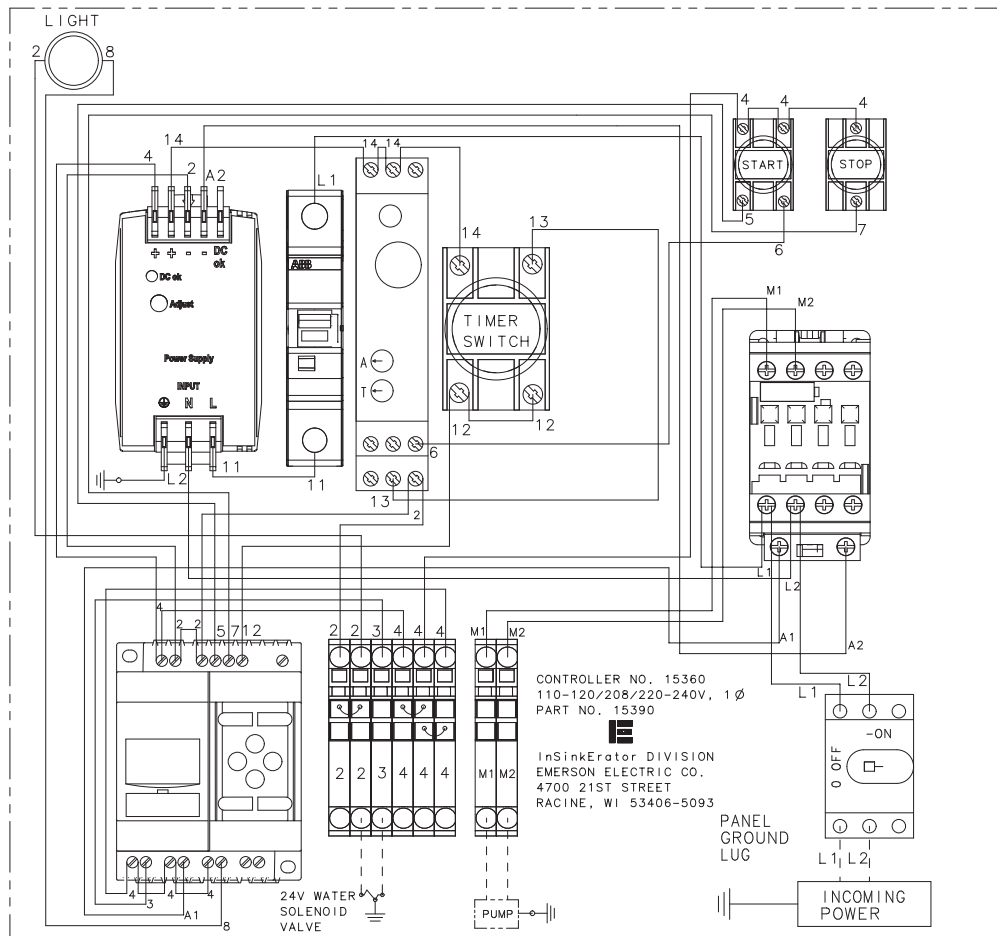 LIGHT
2 8
4 4 4
START STOP
5 6 7
14 14 14
4 14 2 A2
+ + - - DC ok
DC ok
Adjust
Power Supply
INPUT
N L
L2 11
L1
ABB
11
A
T
6
13
2
14 13
TIMER
SWITCH
12 12
M1 M2
L1 L2
A1 A2
4 2 2 5 7 12
4 3 4 A1 4 8
2 2 3 4 4 4
2 2 3 4 4 4
M1 M2
M1 M2
24V WATER
SOLENOID
VALVE
PUMP
CONTROLLER NO. 15360
110-120/208/220-240V, 1Ø
PART NO. 15390
InSinkErator DIVISION
EMERSON ELECTRIC CO.
4700 21ST STREET
RACINE, WI 53406-5093
L1 L2
-ON
0 OFF
PANEL
GROUND
LUG
L1 L2
INCOMING
POWER